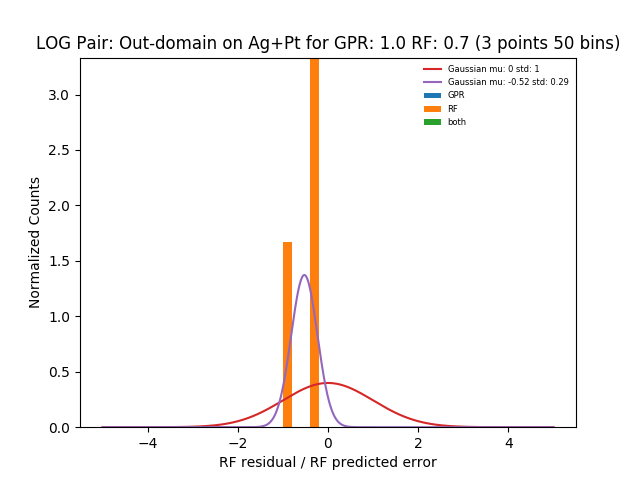 LOG Pair: Out-domain on Ag+Pt for GPR: 1.0 RF: 0.7 (3 points 50 bins)
Gaussian mu: 0 std: 1
Gaussian mu: -0.52 std: 0.29
GPR
RF
both
Normalized Counts
3.0
2.5
2.0
1.5
1.0
0.5
0.0
−4
−2
0
2
4
RF residual / RF predicted error